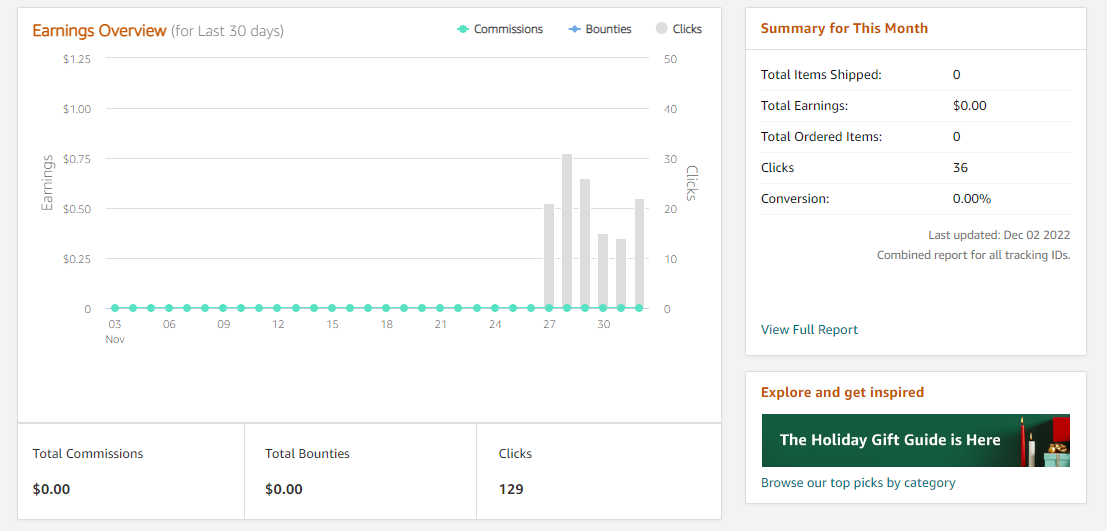 Earnings Overview (for Last 30 days)
Commissions Bounties Clicks
$1.25 50
$1.00 40
$0.75 30
$0.50 20
$0.25 10
0 0
Earnings
Clicks
03 06 09 12 15 18 21 24 27 30
Nov
Total Commissions
$0.00
Total Bounties
$0.00
Clicks
129
Summary for This Month
Total Items Shipped: 0
Total Earnings: $0.00
Total Ordered Items: 0
Clicks 36
Conversion: 0.00%
Last updated: Dec 02 2022
Combined report for all tracking IDs.
View Full Report
Explore and get inspired
The Holiday Gift Guide is Here
Browse our top picks by category